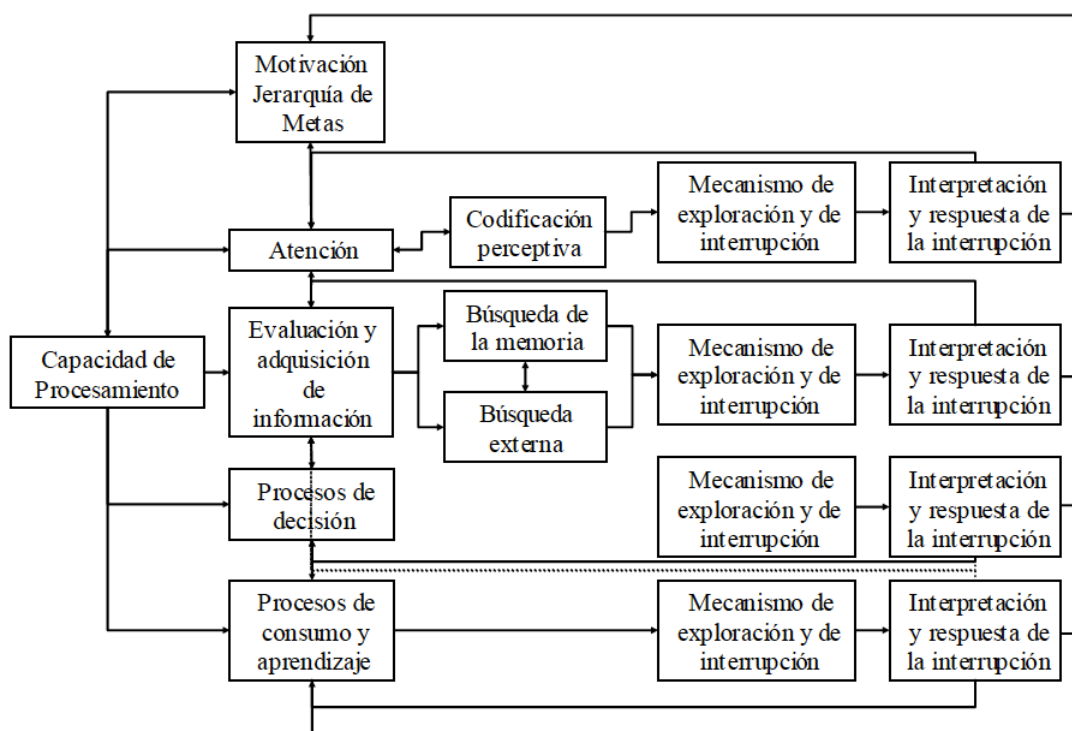 Motivación
Jerarquía de
Metas
Atención
Codificación
perceptiva
Mecanismo de
exploración y de
interrupción
Interpretación
y respuesta de
la interrupción
Capacidad de
Procesamiento
Evaluación y
adquisición
de
información
Búsqueda de
la memoria
Búsqueda
externa
Mecanismo de
exploración y de
interrupción
Interpretación
y respuesta de
la interrupción
Procesos de
decisión
Mecanismo de
exploración y de
interrupción
Interpretación
y respuesta de
la interrupción
Procesos de
consumo y
aprendizaje
Mecanismo de
exploración y de
interrupción
Interpretación
y respuesta de
la interrupción